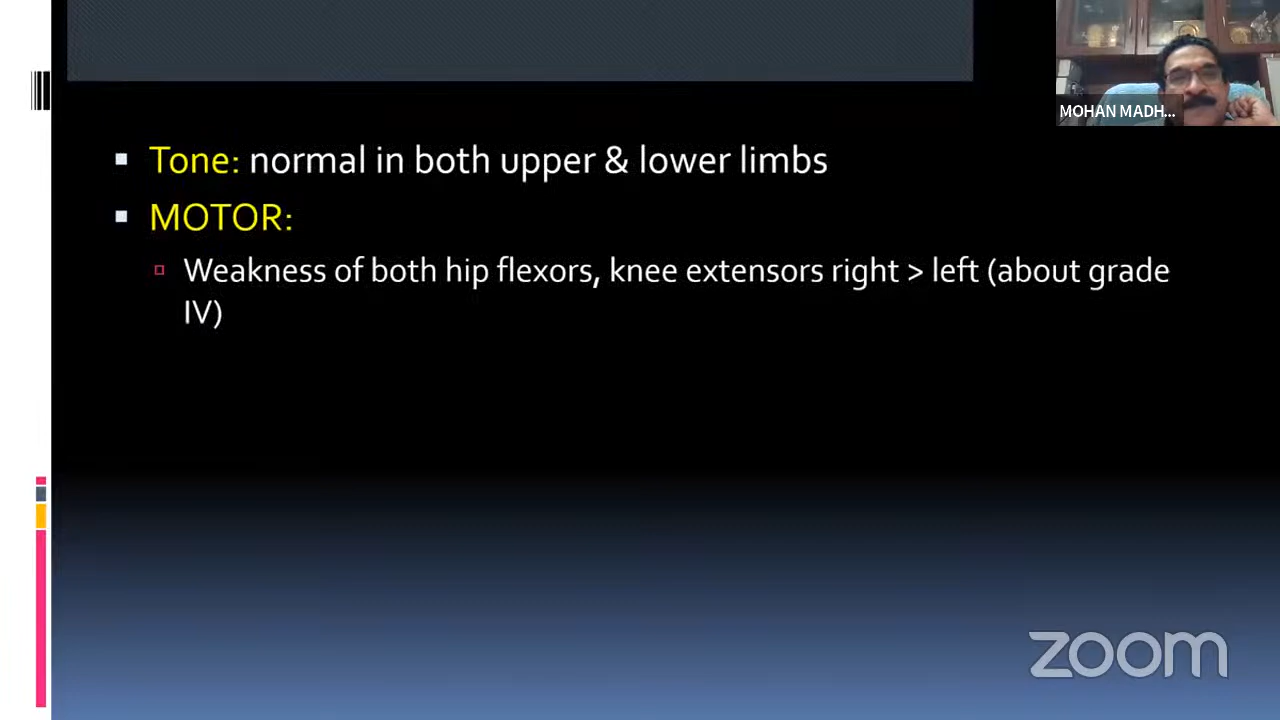 MOHAN MADH...
Tone: normal in both upper & lower limbs
MOTOR:
Weakness of both hip flexors, knee extensors right > left (about grade
IV)
zoom